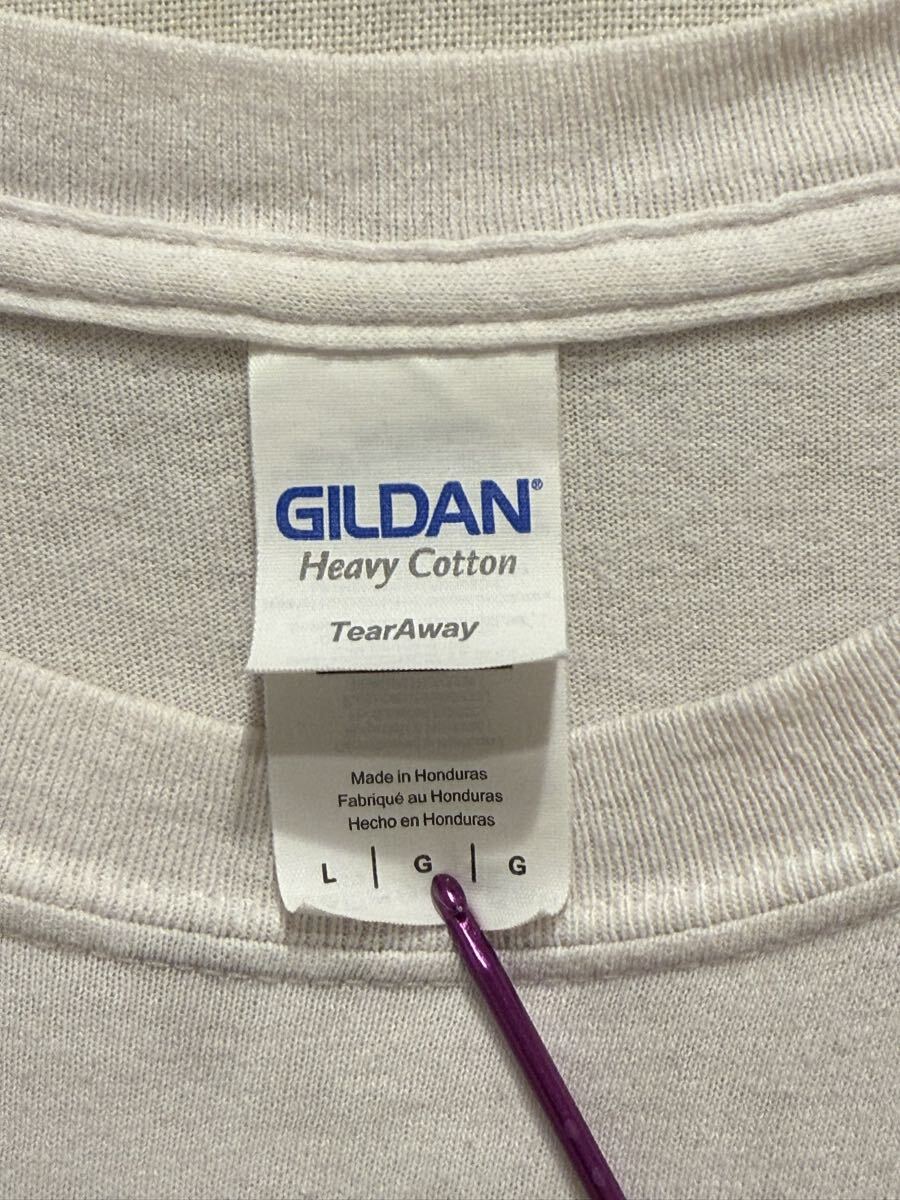 GILDAN®
Heavy Cotton
TearAway
Made in Honduras
Fabriqué au Honduras
Hecho en Honduras
L | G | G